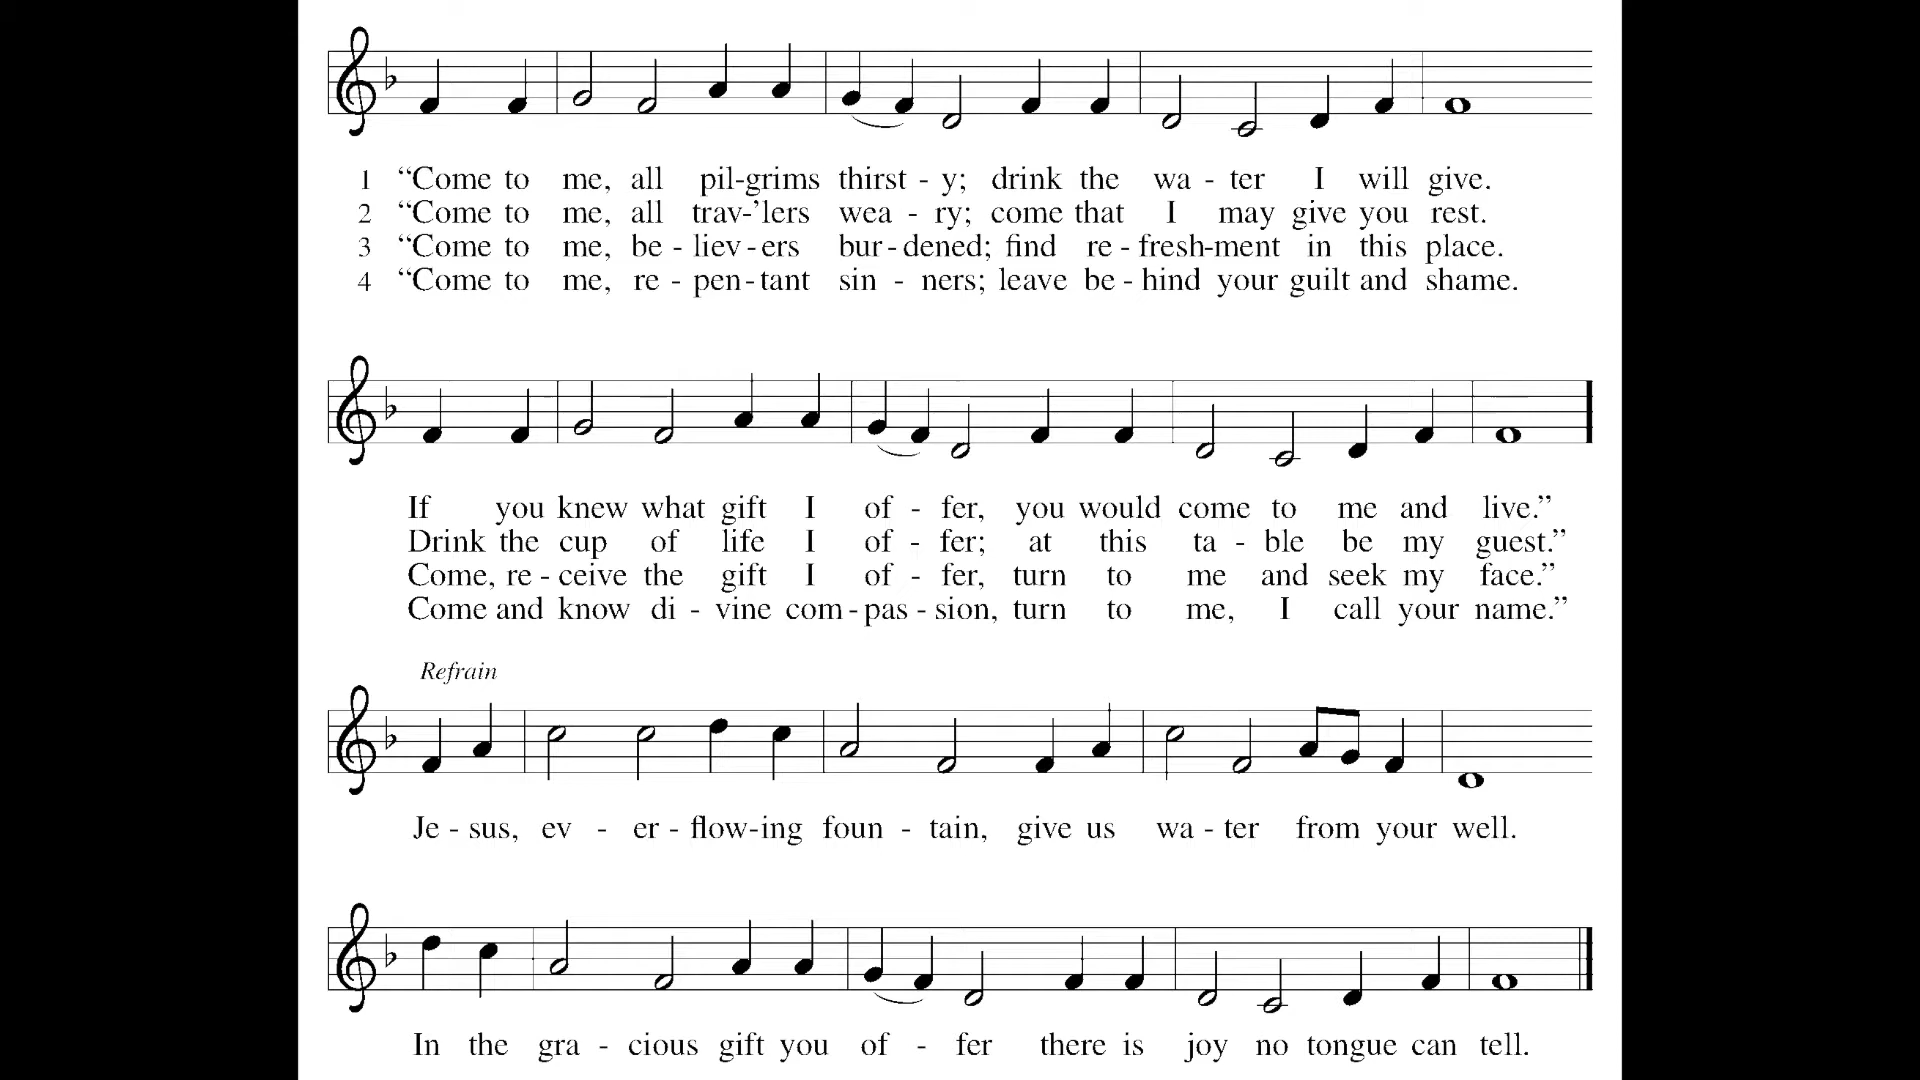 1 “Come to me, all pil-grims thirst - y; drink the wa - ter I will give.
2 “Come to me, all trav-’lers wea - ry; come that I may give you rest.
3 “Come to me, be - liev - ers bur - dened; find re - fresh-ment in this place.
4 “Come to me, re - pen - tant sin - ners; leave be - hind your guilt and shame.
If you knew what gift I of - fer, you would come to me and live.”
Drink the cup of life I of - fer; at this ta - ble be my guest.”
Come, re - ceive the gift I of - fer, turn to me and seek my face.”
Come and know di - vine com - pas - sion, turn to me, I call your name.”
Refrain
Je - sus, ev - er - flow-ing foun - tain, give us wa - ter from your well.
In the gra - cious gift you of - fer there is joy no tongue can tell.